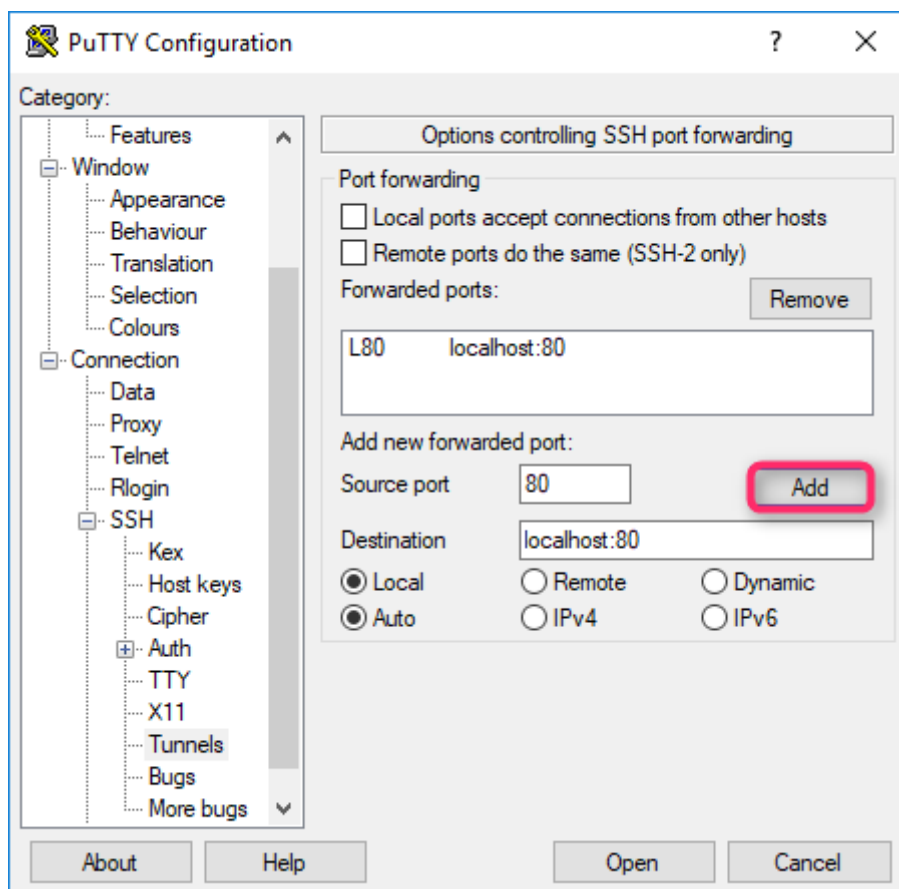 PuTTY Configuration
?
Category:
Features
Window
Appearance
Behaviour
Translation
Selection
Colours
Connection
Data
Proxy
Telnet
Rlogin
SSH
Kex
Host keys
Cipher
Auth
TTY
X11
Tunnels
Bugs
More bugs
Options controlling SSH port forwarding
Port forwarding
Local ports accept connections from other hosts
Remote ports do the same (SSH-2 only)
Forwarded ports:
Remove
L80 localhost:80
Add new forwarded port:
Source port 80 Add
Destination localhost:80
Local Remote Dynamic
Auto IPv4 IPv6
About Help Open Cancel